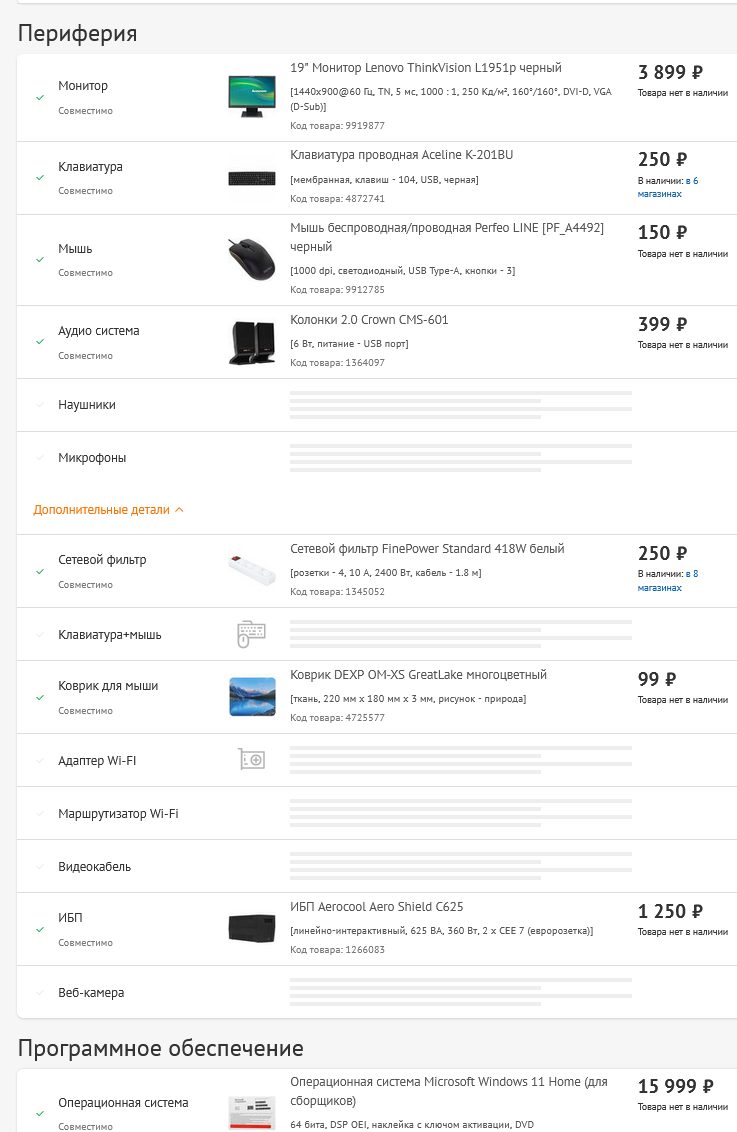 Периферия
Монитор
Совместимо
19" Монитор Lenovo ThinkVision L1951p черный
[1440x900@60 Гц, TN, 5 мс, 1000 : 1, 250 Кд/м², 160°/160°, DVI-D, VGA
(D-Sub)]
Код товара: 9919877
3 899 ₽
Товара нет в наличии
Клавиатура
Совместимо
Клавиатура проводная Aceline K-201BU
[мембранная, клавиш - 104, USB, черная]
Код товара: 4872741
250 ₽
В наличии: в 6
магазинах
Мышь
Совместимо
Мышь беспроводная/проводная Perfeo LINE [PF_A4492]
черный
[1000 dpi, светодиодный, USB Type-A, кнопки - 3]
Код товара: 9912785
150 ₽
Товара нет в наличии
Аудио система
Совместимо
Колонки 2.0 Crown CMS-601
[6 Вт, питание - USB порт]
Код товара: 1364097
399 ₽
Товара нет в наличии
Наушники
Микрофоны
Дополнительные детали
Сетевой фильтр
Совместимо
Сетевой фильтр FinePower Standard 418W белый
[розетки - 4, 10 А, 2400 Вт, кабель - 1.8 м]
Код товара: 1345052
250 ₽
В наличии: в 8
магазинах
Клавиатура+мышь
Коврик для мыши
Совместимо
Коврик DEXP OM-XS GreatLake многоцветный
[ткань, 220 мм x 180 мм x 3 мм, рисунок - природа]
Код товара: 4725577
99 ₽
Товара нет в наличии
Адаптер Wi-FI
Маршрутизатор Wi-Fi
Видеокабель
ИБП
Совместимо
ИБП Aerocool Aero Shield C625
[линейно-интерактивный, 625 ВА, 360 Вт, 2 x CEE 7 (евророзетка)]
Код товара: 1266083
1 250 ₽
Товара нет в наличии
Веб-камера
Программное обеспечение
Операционная система
Совместимо
Операционная система Microsoft Windows 11 Home (для
сборщиков)
64 бита, DSP OEI, наклейка с ключом активации, DVD
15 999 ₽
Товара нет в наличии